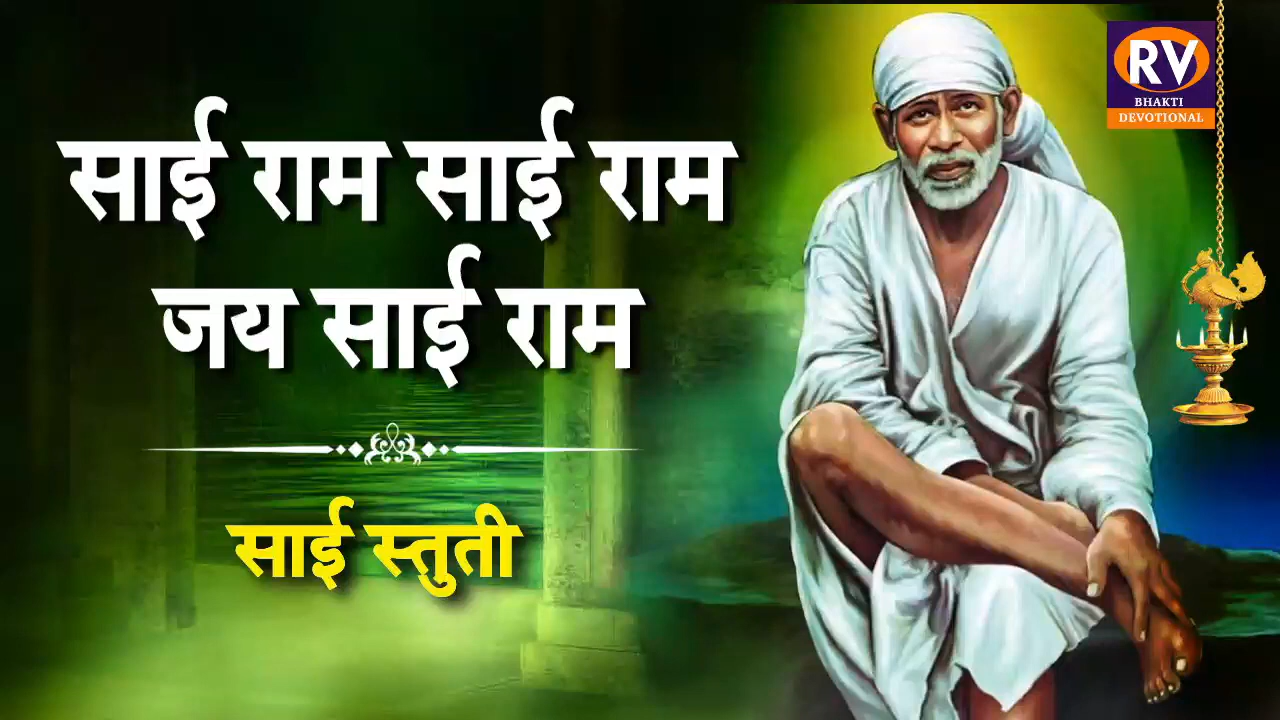 साई राम साई राम
जय साई राम
साई स्तुती
RV
BHAKTI
DEVOTIONAL